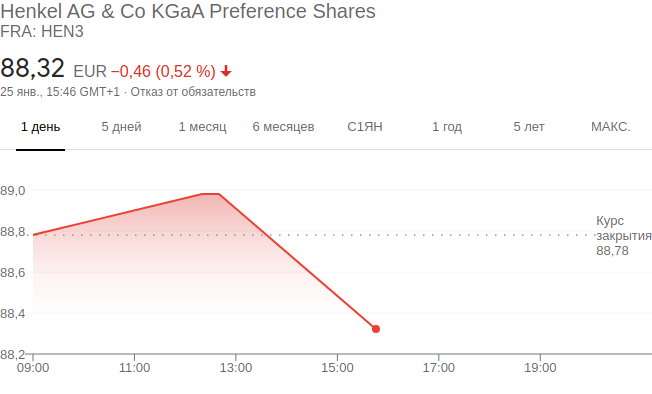 Henkel AG & Co KGaA Preference Shares
FRA: HEN3
88,32 EUR −0,46 (0,52 %)
25 янв., 15:46 GMT+1 · Отказ от обязательств
1 день 5 дней 1 месяц 6 месяцев С1ЯН 1 год 5 лет МАКС.
89,0
88,8
88,6
88,4
88,2
Курс
закрытия
88,78
09:00 11:00 13:00 15:00 17:00 19:00